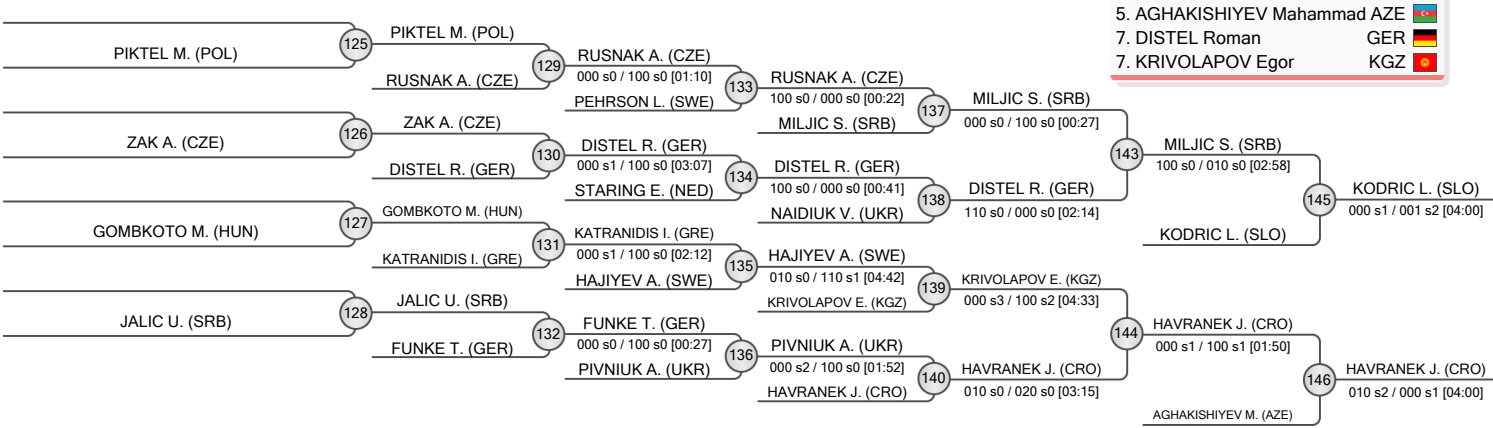 5. AGHAKISHIYEV Mahammad AZE
7. DISTEL Roman GER
7. KRIVOLAPOV Egor KGZ
PIKTEL M. (POL)
125
PIKTEL M. (POL)
RUSNAK A. (CZE)
129
RUSNAK A. (CZE)
000 s0 / 100 s0 [01:10]
PEHRSON L. (SWE)
133
RUSNAK A. (CZE)
100 s0 / 000 s0 [00:22]
MILJIC S. (SRB)
137
MILJIC S. (SRB)
000 s0 / 100 s0 [00:27]
ZAK A. (CZE)
126
ZAK A. (CZE)
DISTEL R. (GER)
130
DISTEL R. (GER)
000 s1 / 100 s0 [03:07]
STARING E. (NED)
134
DISTEL R. (GER)
100 s0 / 000 s0 [00:41]
NAIDIUK V. (UKR)
138
DISTEL R. (GER)
110 s0 / 000 s0 [02:14]
143
MILJIC S. (SRB)
100 s0 / 010 s0 [02:58]
KODRIC L. (SLO)
145
KODRIC L. (SLO)
000 s1 / 001 s2 [04:00]
GOMBKOTO M. (HUN)
127
GOMBKOTO M. (HUN)
KATRANIDIS I. (GRE)
131
KATRANIDIS I. (GRE)
000 s1 / 100 s0 [02:12]
HAJIYEV A. (SWE)
135
HAJIYEV A. (SWE)
010 s0 / 110 s1 [04:42]
KRIVOLAPOV E. (KGZ)
139
KRIVOLAPOV E. (KGZ)
000 s3 / 100 s2 [04:33]
JALIC U. (SRB)
128
JALIC U. (SRB)
FUNKE T. (GER)
132
FUNKE T. (GER)
000 s0 / 100 s0 [00:27]
PIVNIUK A. (UKR)
136
PIVNIUK A. (UKR)
000 s2 / 100 s0 [01:52]
HAVRANEK J. (CRO)
140
HAVRANEK J. (CRO)
010 s0 / 020 s0 [03:15]
144
HAVRANEK J. (CRO)
000 s1 / 100 s1 [01:50]
AGHAKISHIYEV M. (AZE)
146
HAVRANEK J. (CRO)
010 s2 / 000 s1 [04:00]